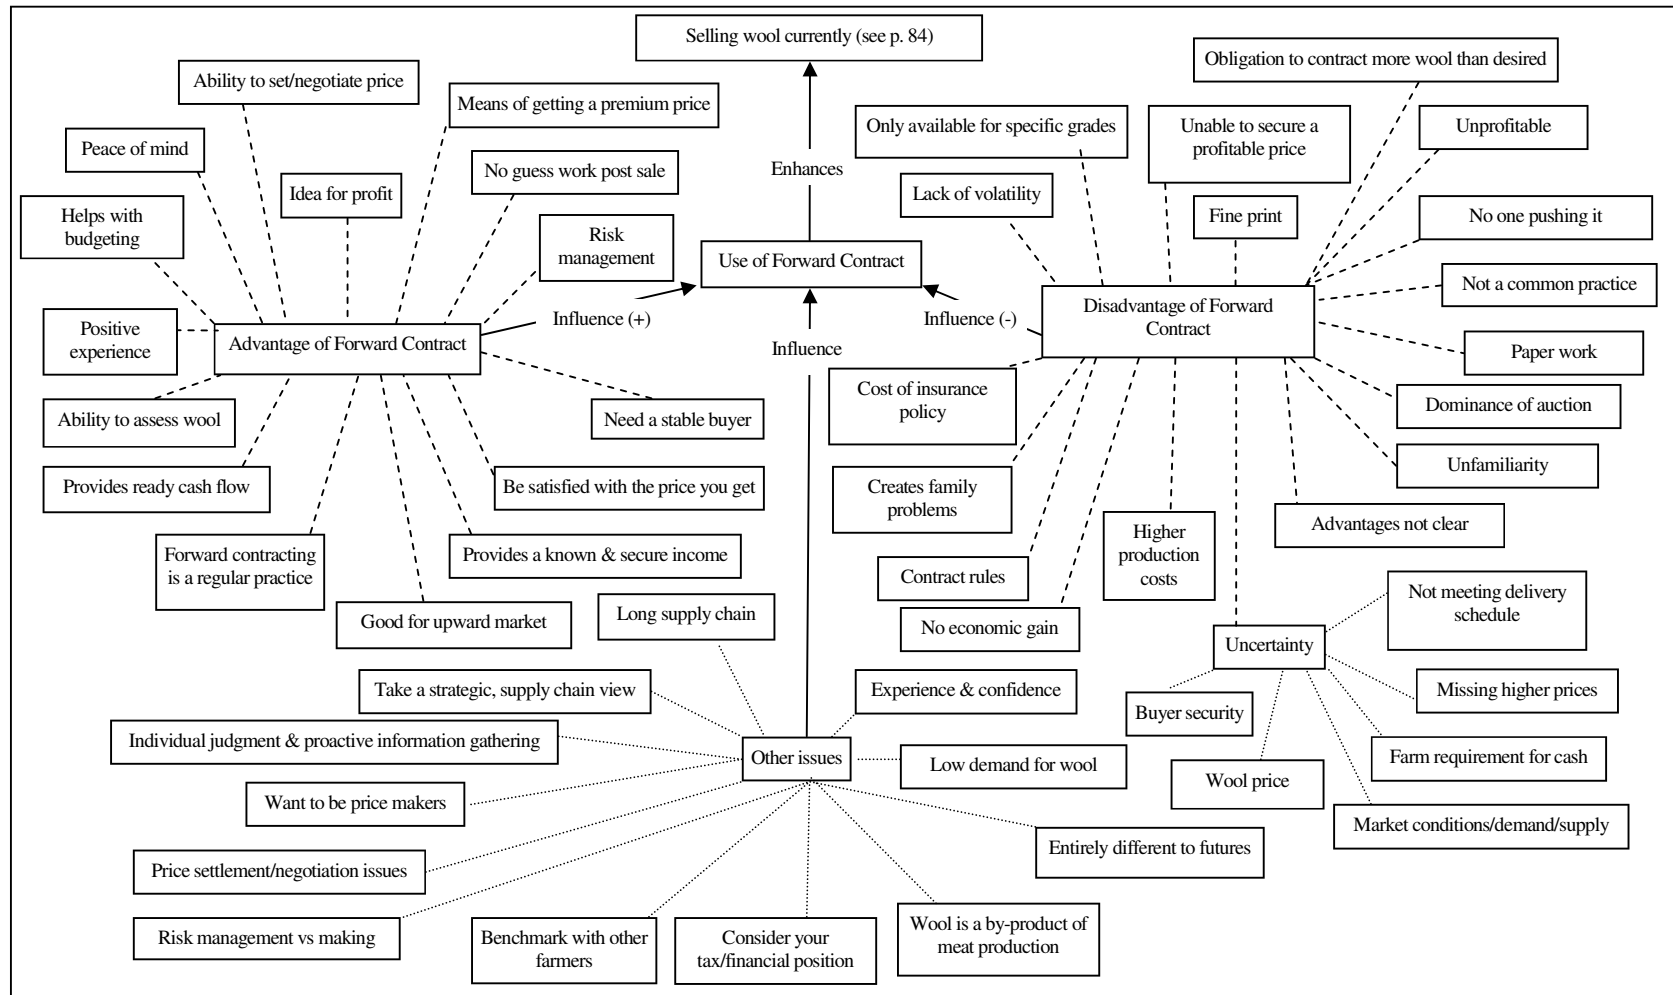 Selling wool currently (see p. 84)
Obligation to contract more wool than desired
Ability to set/negotiate price
Means of getting a premium price
Only available for specific grades
Unable to secure a
profitable price
Unprofitable
Peace of mind
Enhances
No guess work post sale
Idea for profit
Lack of volatility
Fine print
No one pushing it
Helps with
budgeting
Risk
management
Use of Forward Contract
Not a common practice
Disadvantage of Forward
Contract
Influence (+)
Influence (-)
Positive
experience
Advantage of Forward Contract
Influence
Paper work
Cost of insurance
policy
Dominance of auction
Ability to assess wool
Need a stable buyer
Unfamiliarity
Provides ready cash flow
Be satisfied with the price you get
Creates family
problems
Advantages not clear
Higher
production
costs
Forward contracting
is a regular practice
Provides a known & secure income
Contract rules
Not meeting delivery
schedule
Long supply chain
Good for upward market
No economic gain
Uncertainty
Take a strategic, supply chain view
Experience & confidence
Missing higher prices
Buyer security
Individual judgment & proactive information gathering
Other issues
Low demand for wool
Farm requirement for cash
Wool price
Want to be price makers
Market conditions/demand/supply
Entirely different to futures
Price settlement/negotiation issues
Risk management vs making
Benchmark with other
farmers
Consider your
tax/financial position
Wool is a by-product of
meat production